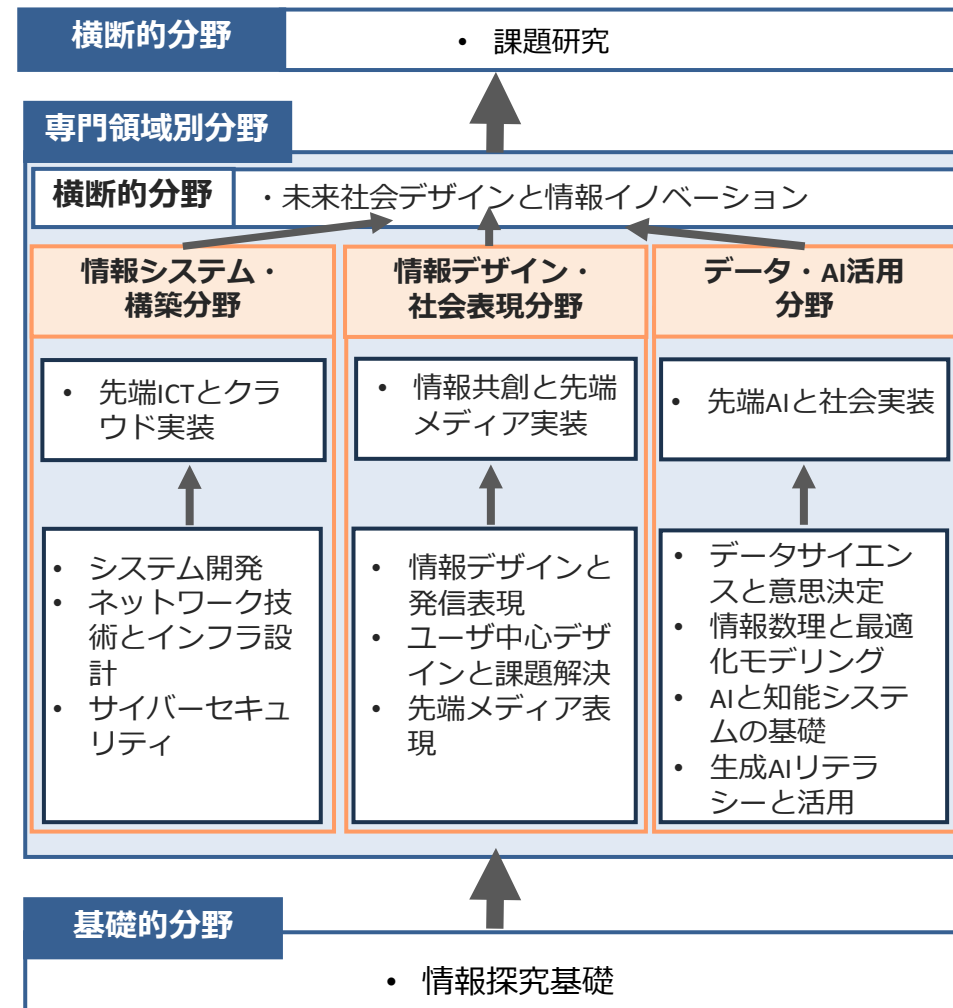 横断的分野
• 課題研究
専門領域別分野
横断的分野
・未来社会デザインと情報イノベーション
情報システム・
構築分野
• 先端ICTとクラ
ウド実装
• システム開発
• ネットワーク技
術とインフラ設
計
• サイバーセキュ
リティ
情報デザイン・
社会表現分野
• 情報共創と先端
メディア実装
• 情報デザインと
発信表現
• ユーザ中心デザ
インと課題解決
• 先端メディア表
現
データ・AI活用
分野
• 先端AIと社会実装
• データサイエン
スと意思決定
• 情報数理と最適
化モデリング
• AIと知能システ
ムの基礎
• 生成AIリテラ
シーと活用
基礎的分野
• 情報探究基礎